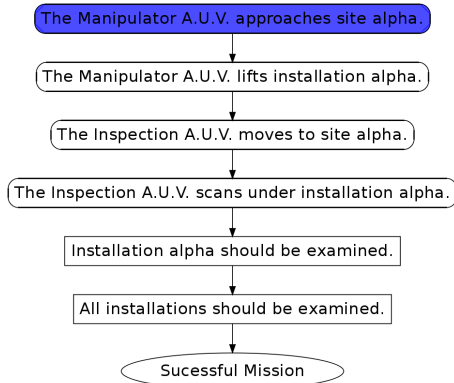 The Manipulator A.U.V. approaches site alpha.
The Manipulator A.U.V. lifts installation alpha.
The Inspection A.U.V. moves to site alpha.
The Inspection A.U.V. scans under installation alpha.
Installation alpha should be examined.
All installations should be examined.
Sucessful Mission